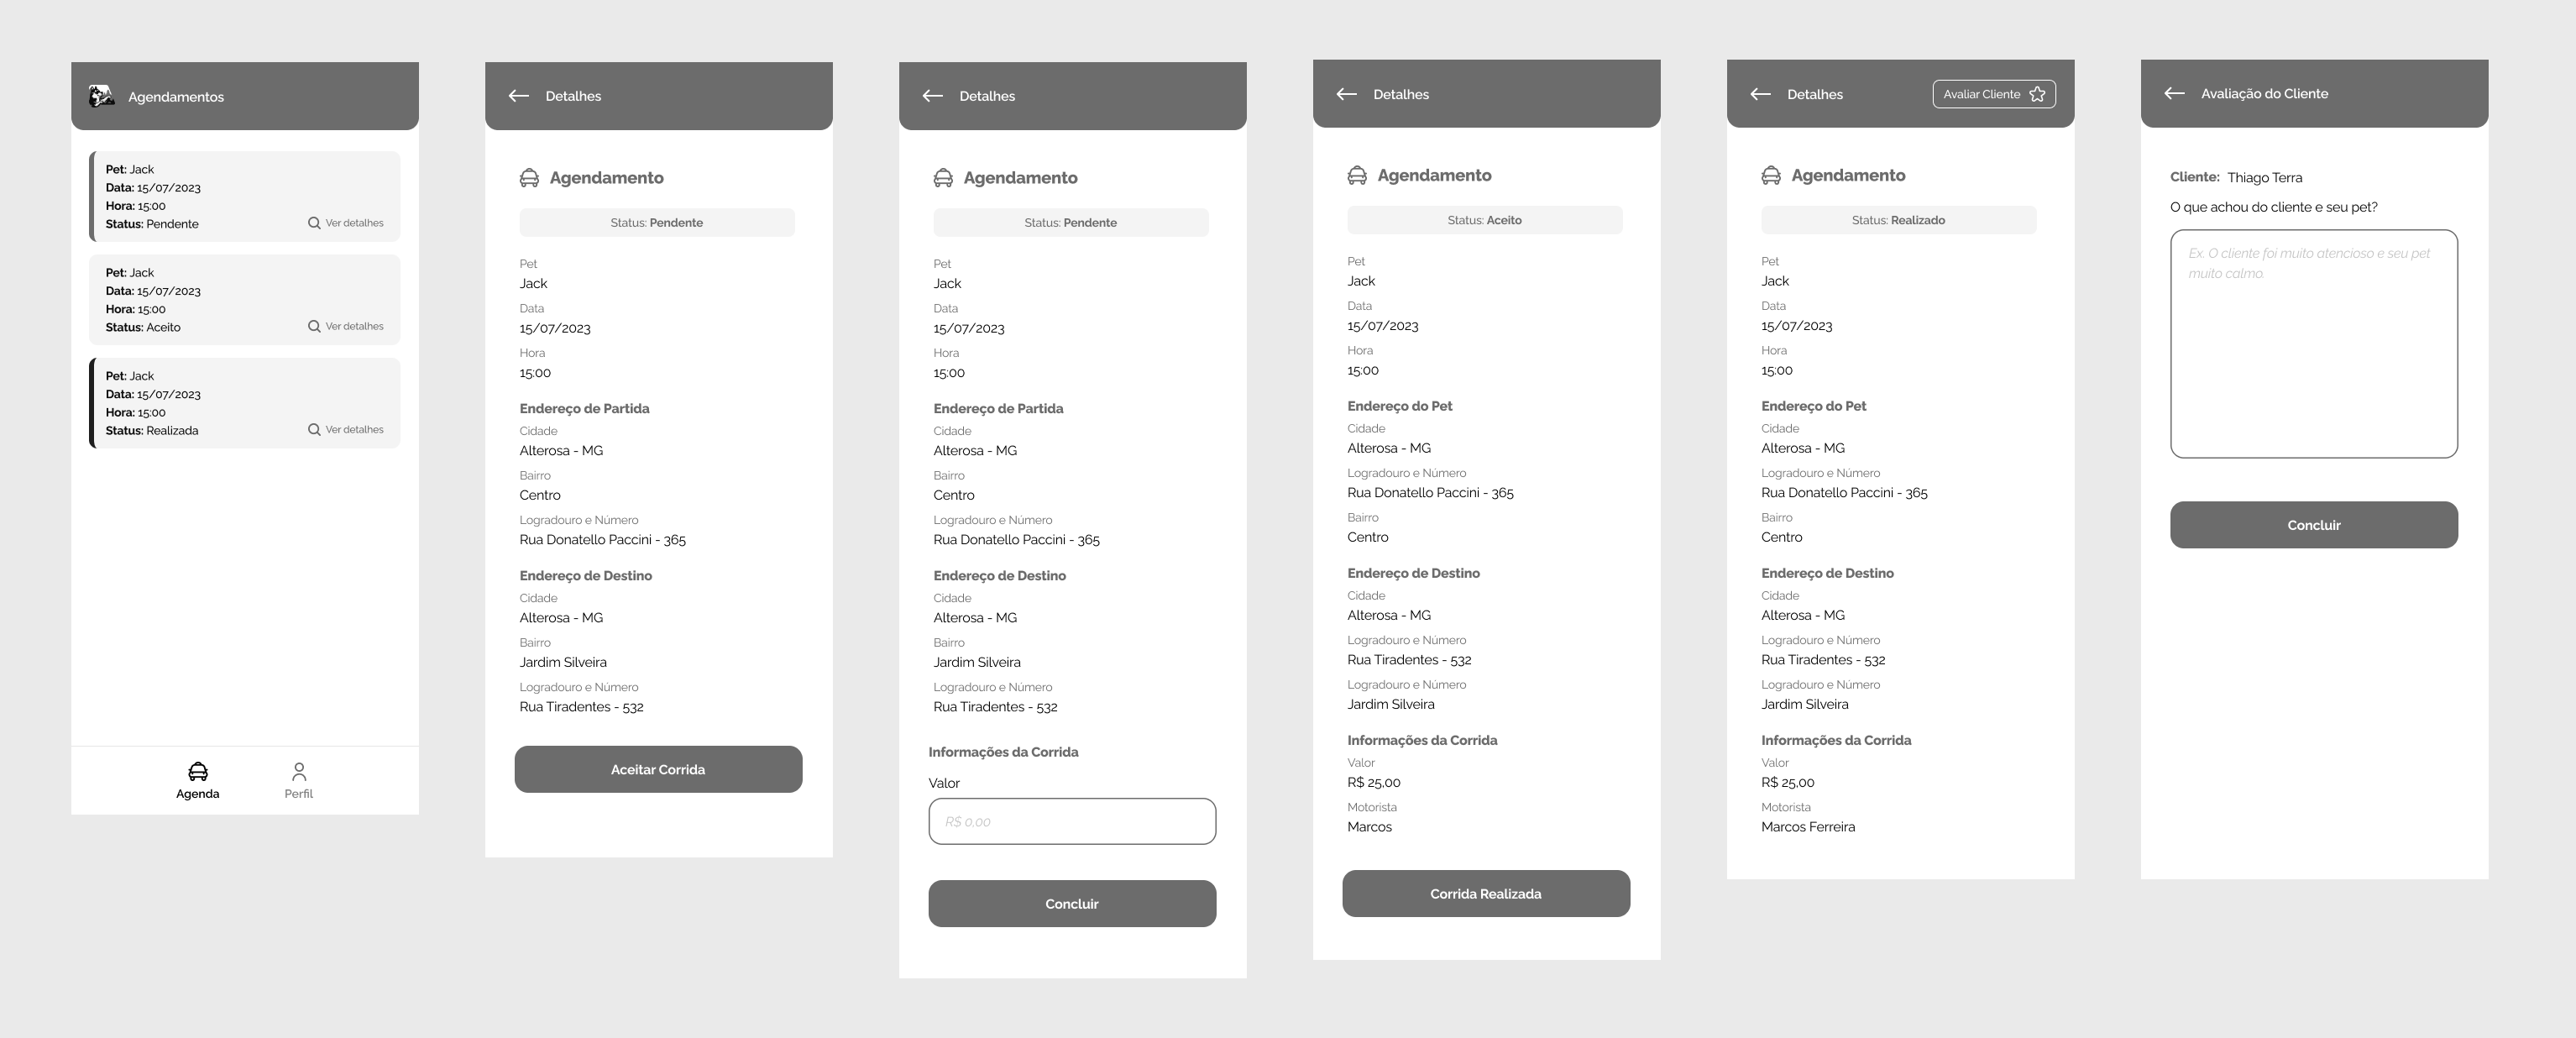 Agendamentos
Pet: Jack
Data: 15/07/2023
Hora: 15:00
Status: Pendente
Ver detalhes
Pet: Jack
Data: 15/07/2023
Hora: 15:00
Status: Aceito
Ver detalhes
Pet: Jack
Data: 15/07/2023
Hora: 15:00
Status: Realizada
Ver detalhes
Agenda
Perfil
Detalhes
Agendamento
Status: Pendente
Pet
Jack
Data
15/07/2023
Hora
15:00
Endereço de Partida
Cidade
Alterosa - MG
Bairro
Centro
Logradouro e Número
Rua Donatello Paccini - 365
Endereço de Destino
Cidade
Alterosa - MG
Bairro
Jardim Silveira
Logradouro e Número
Rua Tiradentes - 532
Aceitar Corrida
Detalhes
Agendamento
Status: Pendente
Pet
Jack
Data
15/07/2023
Hora
15:00
Endereço de Partida
Cidade
Alterosa - MG
Bairro
Centro
Logradouro e Número
Rua Donatello Paccini - 365
Endereço de Destino
Cidade
Alterosa - MG
Bairro
Jardim Silveira
Logradouro e Número
Rua Tiradentes - 532
Informações da Corrida
Valor
R$ 0,00
Concluir
Detalhes
Agendamento
Status: Aceito
Pet
Jack
Data
15/07/2023
Hora
15:00
Endereço do Pet
Cidade
Alterosa - MG
Logradouro e Número
Rua Donatello Paccini - 365
Bairro
Centro
Endereço de Destino
Cidade
Alterosa - MG
Logradouro e Número
Rua Tiradentes - 532
Logradouro e Número
Jardim Silveira
Informações da Corrida
Valor
R$ 25,00
Motorista
Marcos
Corrida Realizada
Detalhes
Avaliar Cliente
Agendamento
Status: Realizado
Pet
Jack
Data
15/07/2023
Hora
15:00
Endereço do Pet
Cidade
Alterosa - MG
Logradouro e Número
Rua Donatello Paccini - 365
Bairro
Centro
Endereço de Destino
Cidade
Alterosa - MG
Logradouro e Número
Rua Tiradentes - 532
Logradouro e Número
Jardim Silveira
Informações da Corrida
Valor
R$ 25,00
Motorista
Marcos Ferreira
Avaliação do Cliente
Cliente: Thiago Terra
O que achou do cliente e seu pet?
Ex. O cliente foi muito atencioso e seu pet
muito calmo.
Concluir